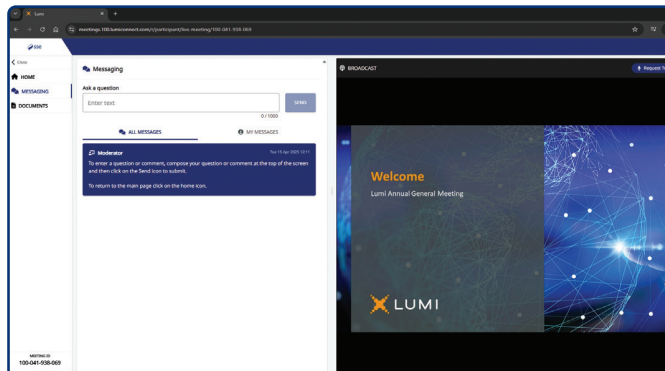 Lumi
meetings.100.lumiconnect.com/r/participant/live-meeting/100-041-938-069
sse
HOME
MESSAGING
DOCUMENTS
MEETING ID
100-041-938-069
Messaging
Ask a question
Enter text
SEND
0 / 1000
ALL MESSAGES
MY MESSAGES
Moderator
To enter a question or comment, compose your question or comment at the top of the screen
and then click on the Send icon to submit.
To return to the main page click on the home icon.
BROADCAST
Request
Welcome
Lumi Annual General Meeting
LUMI